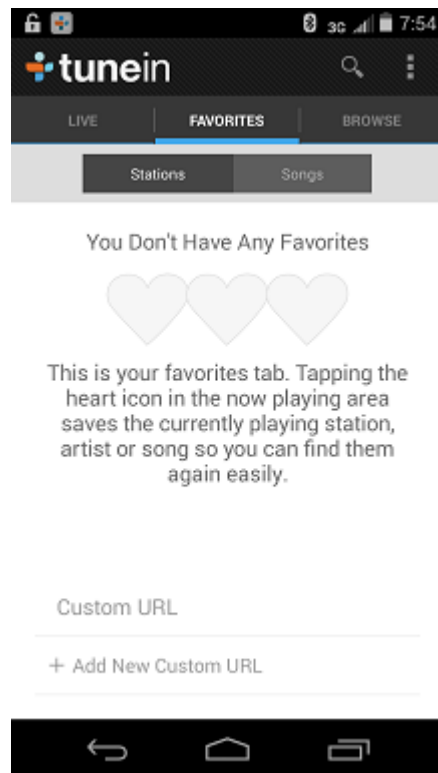 3G 7:54
tunein
LIVE FAVORITES BROWSE
Stations Songs
You Don't Have Any Favorites
This is your favorites tab. Tapping the
heart icon in the now playing area
saves the currently playing station,
artist or song so you can find them
again easily.
Custom URL
+ Add New Custom URL